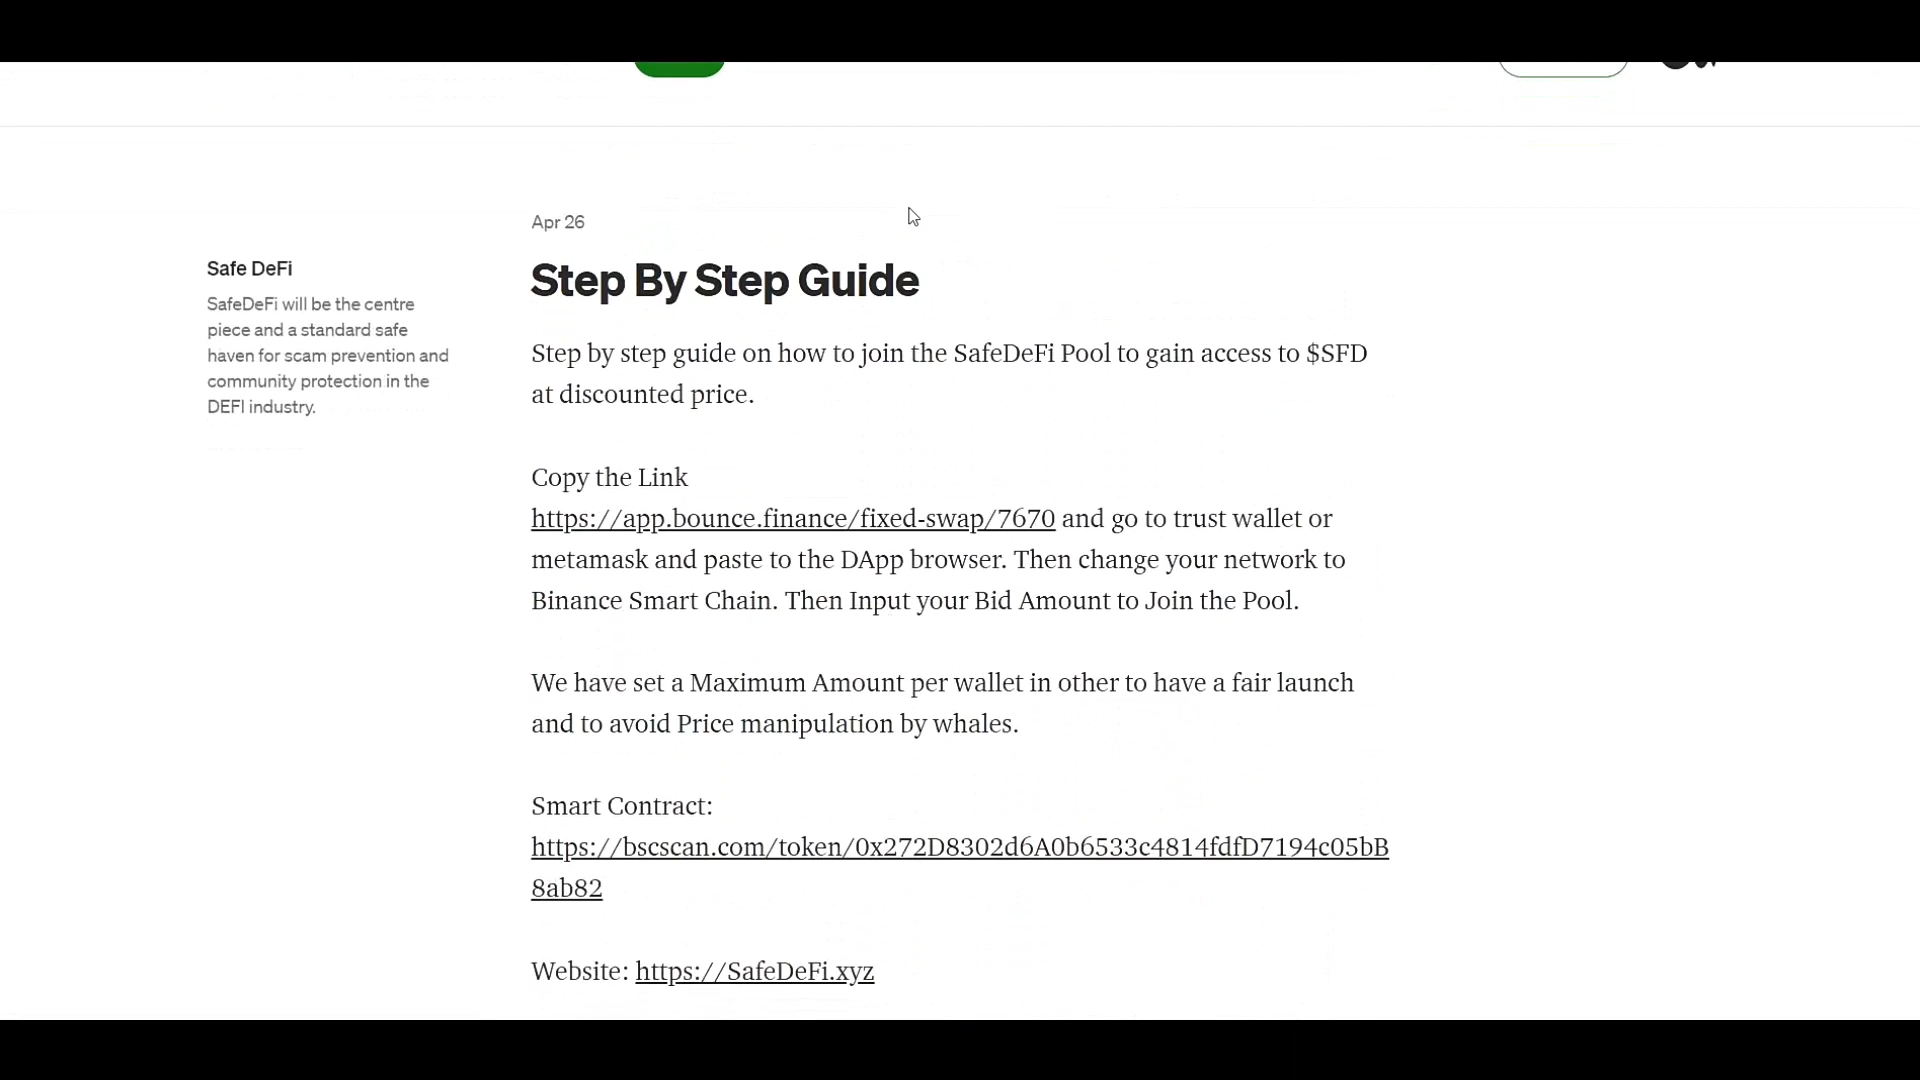 Apr 26
Safe DeFi
SafeDeFi will be the centre
piece and a standard safe
haven for scam prevention and
community protection in the
DEFI industry.
Step By Step Guide
Step by step guide on how to join the SafeDeFi Pool to gain access to $SFD
at discounted price.
Copy the Link
https://app.bounce.finance/fixed-swap/7670 and go to trust wallet or
metamask and paste to the DApp browser. Then change your network to
Binance Smart Chain. Then Input your Bid Amount to Join the Pool.
We have set a Maximum Amount per wallet in other to have a fair launch
and to avoid Price manipulation by whales.
Smart Contract:
https://bscscan.com/token/0x272D8302d6A0b6533c4814fdfD7194c05bB
8ab82
Website: https://SafeDeFi.xyz